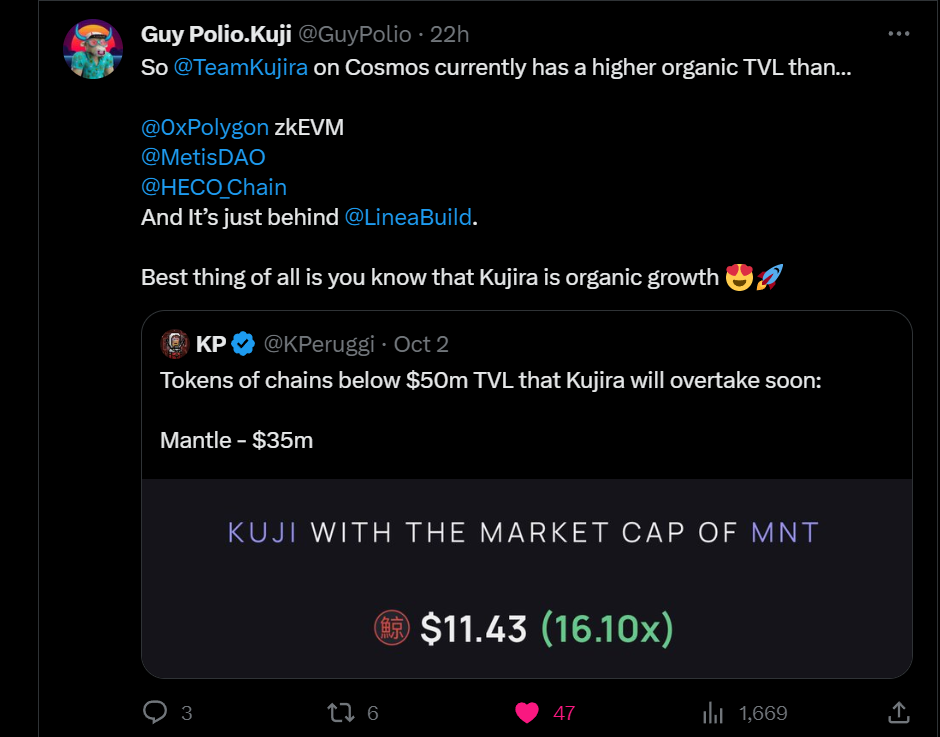 Guy Polio.Kuji @GuyPolio · 22h
So @TeamKujira on Cosmos currently has a higher organic TVL than...
@0xPolygon zkEVM
@MetisDAO
@HECO_Chain
And It’s just behind @LineaBuild.
Best thing of all is you know that Kujira is organic growth 😍🚀
KP @KPeruggi · Oct 2
Tokens of chains below $50m TVL that Kujira will overtake soon:
Mantle - $35m
KUJI WITH THE MARKET CAP OF MNT
鯨 $11.43 (16.10x)
3 6 47 1,669